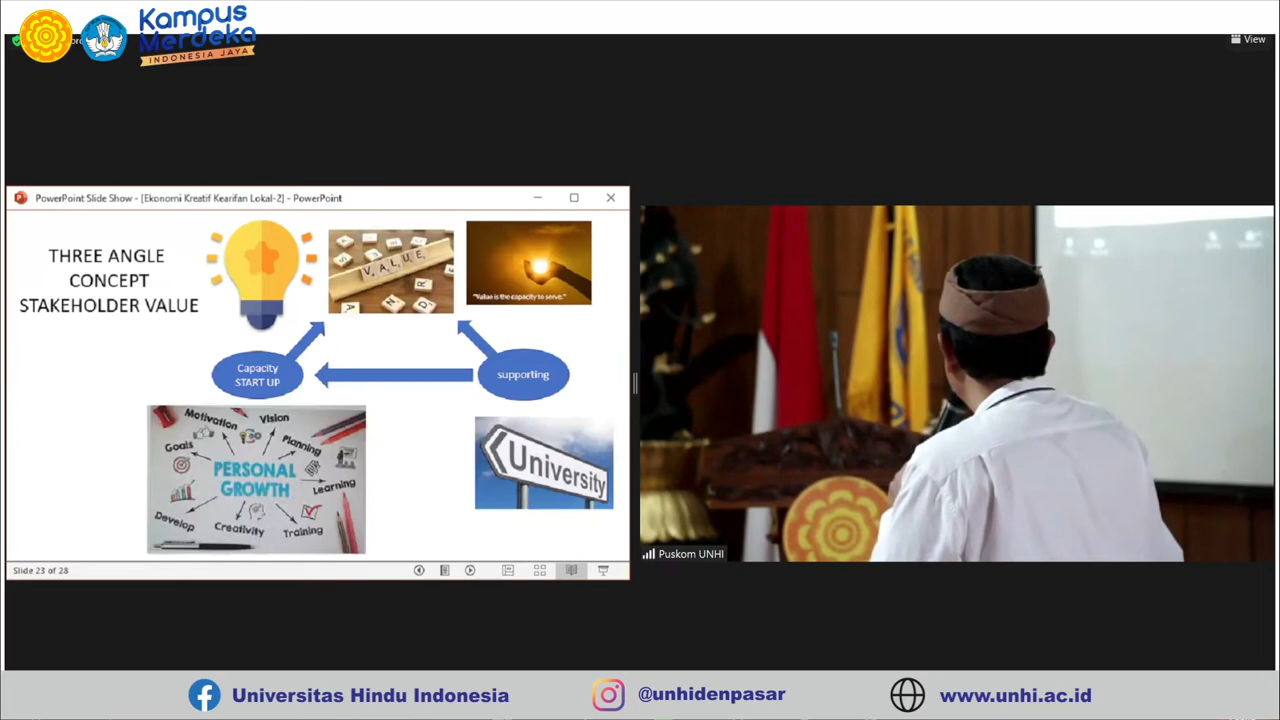 Kampus
Merdeka
INDONESIA JAYA
View
PowerPoint Slide Show - [Ekonomi Kreatif Kearifan Lokal-2] - PowerPoint
THREE ANGLE
CONCEPT
STAKEHOLDER VALUE
VALUE
"Value is the capacity to serve."
Capacity
START UP
supporting
Motivation
Vision
Goals
Planning
PERSONAL
GROWTH
Learning
Develop
Creativity
Training
University
Slide 23 of 28
Puskom UNHI
Universitas Hindu Indonesia
@unhidenpasar
www.unhi.ac.id